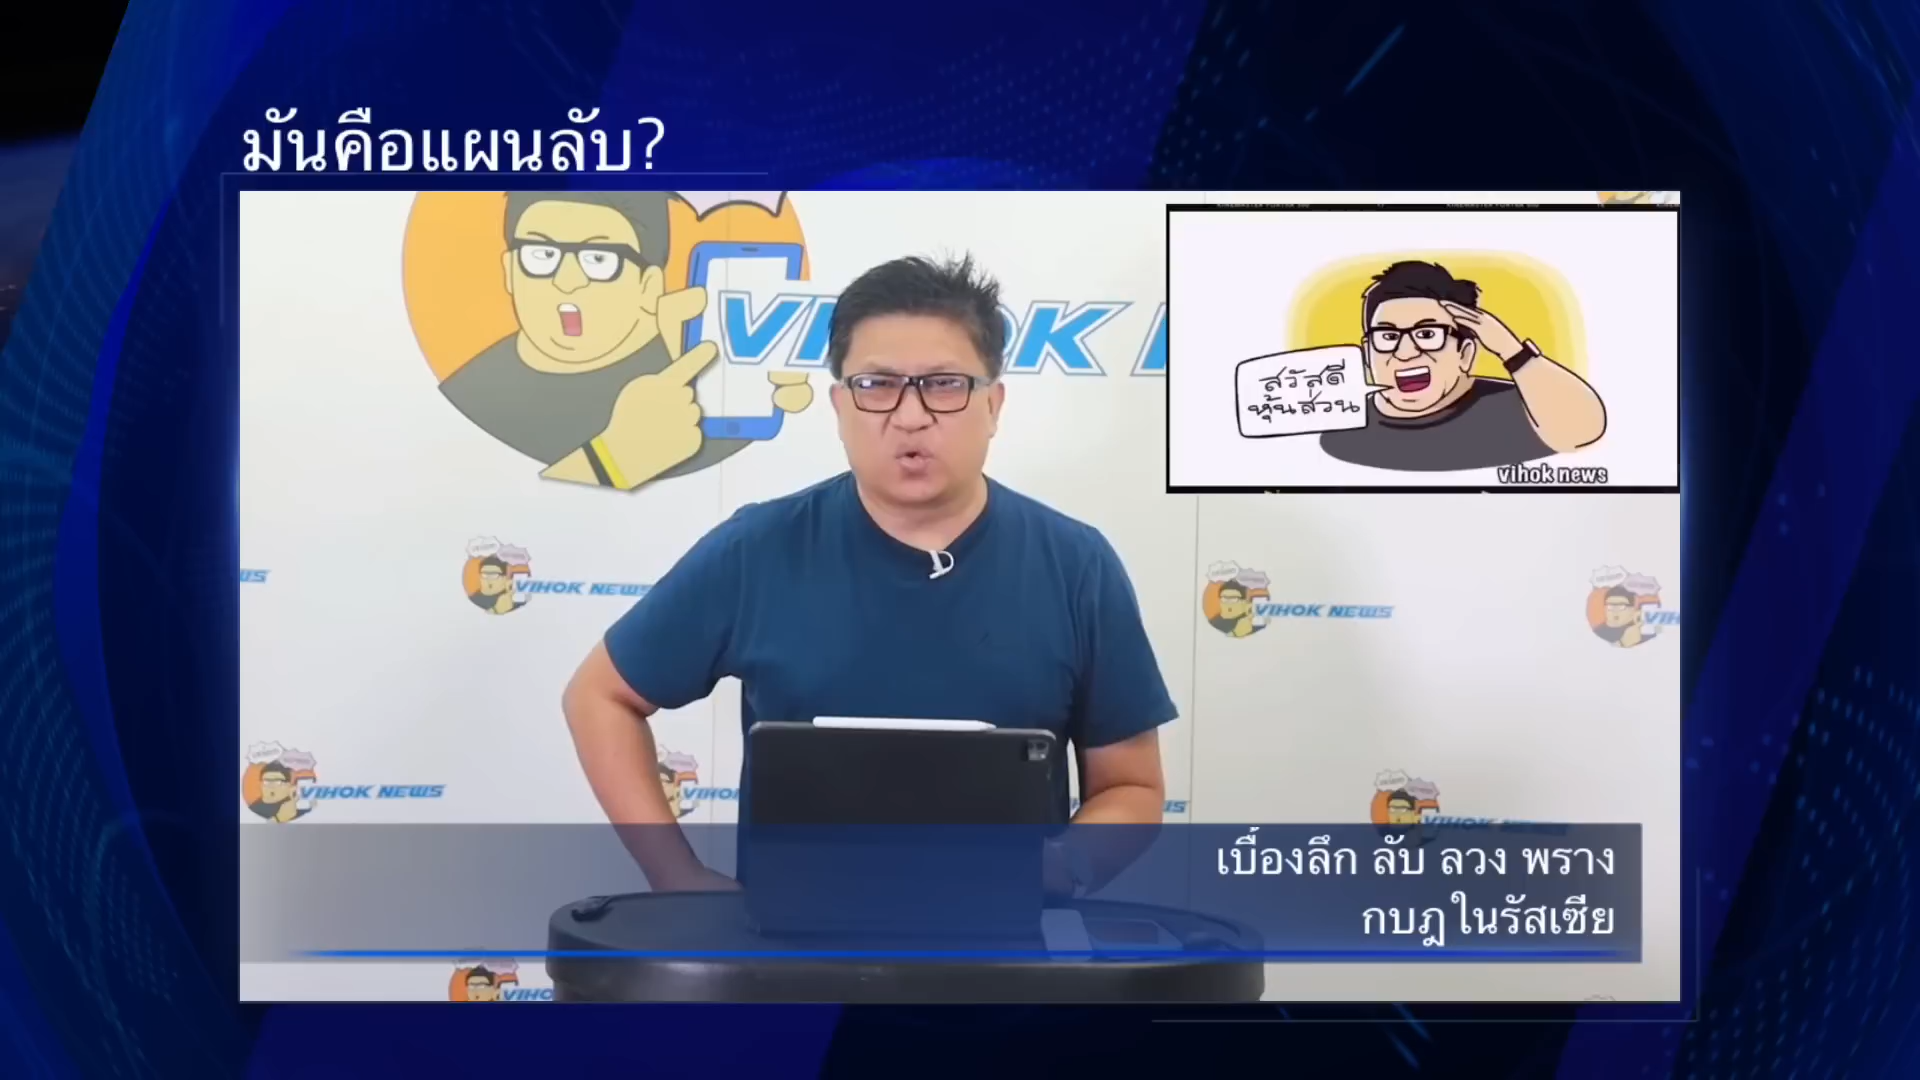 มันคือแผนลับ?
VIHOK N
สวัสดี
หุ้นส่วน
vihok news
VIHOK NEWS
VIHOK NEWS
VIHOK NEWS
เบื้องลึก ลับ ลวง พราง
กบฎในรัสเซีย